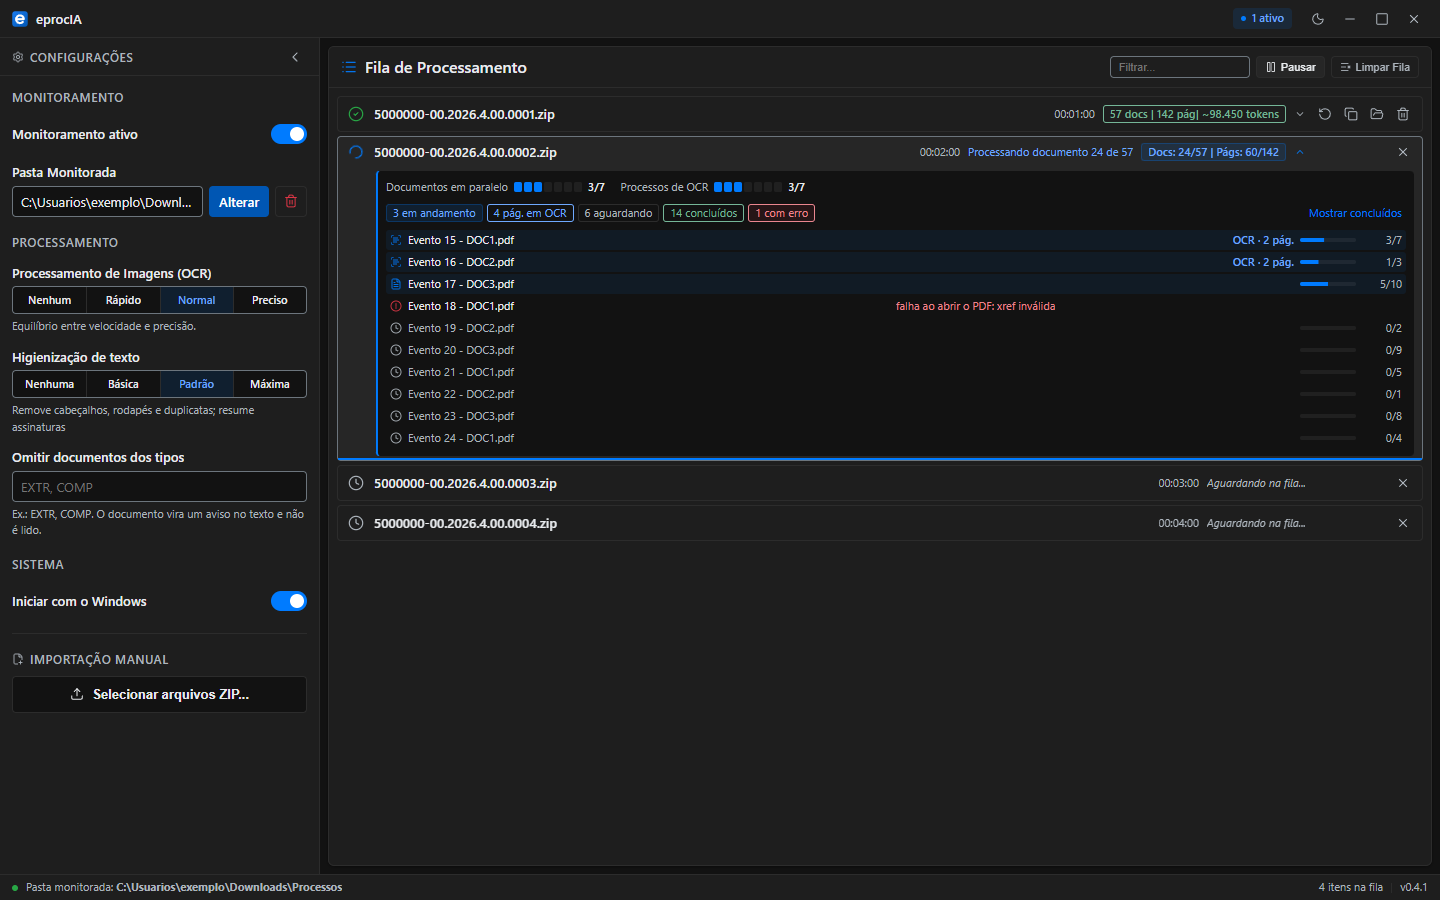 eprocIA
1 ativo
CONFIGURAÇÕES
MONITORAMENTO
Monitoramento ativo
Pasta Monitorada
C:\Usuarios\exemplo\Downl...
Alterar
PROCESSAMENTO
Processamento de Imagens (OCR)
Nenhum Rápido Normal Preciso
Equilíbrio entre velocidade e precisão.
Higienização de texto
Nenhuma Básica Padrão Máxima
Remove cabeçalhos, rodapés e duplicatas; resume
assinaturas
Omitir documentos dos tipos
EXTR, COMP
Ex.: EXTR, COMP. O documento vira um aviso no texto e não
é lido.
SISTEMA
Iniciar com o Windows
IMPORTAÇÃO MANUAL
Selecionar arquivos ZIP...
Fila de Processamento
Filtrar...
Pausar
Limpar Fila
5000000-00.2026.4.00.0001.zip 00:01:00 57 docs | 142 pág| ~98.450 tokens
5000000-00.2026.4.00.0002.zip 00:02:00 Processando documento 24 de 57 Docs: 24/57 | Págs: 60/142
Documentos em paralelo 3/7 Processos de OCR 3/7
3 em andamento 4 pág. em OCR 6 aguardando 14 concluídos 1 com erro Mostrar concluídos
Evento 15 - DOC1.pdf OCR · 2 pág. 3/7
Evento 16 - DOC2.pdf OCR · 2 pág. 1/3
Evento 17 - DOC3.pdf 5/10
Evento 18 - DOC1.pdf falha ao abrir o PDF: xref inválida
Evento 19 - DOC2.pdf 0/2
Evento 20 - DOC3.pdf 0/9
Evento 21 - DOC1.pdf 0/5
Evento 22 - DOC2.pdf 0/1
Evento 23 - DOC3.pdf 0/8
Evento 24 - DOC1.pdf 0/4
5000000-00.2026.4.00.0003.zip 00:03:00 Aguardando na fila...
5000000-00.2026.4.00.0004.zip 00:04:00 Aguardando na fila...
Pasta monitorada: C:\Usuarios\exemplo\Downloads\Processos
4 itens na fila
v0.4.1